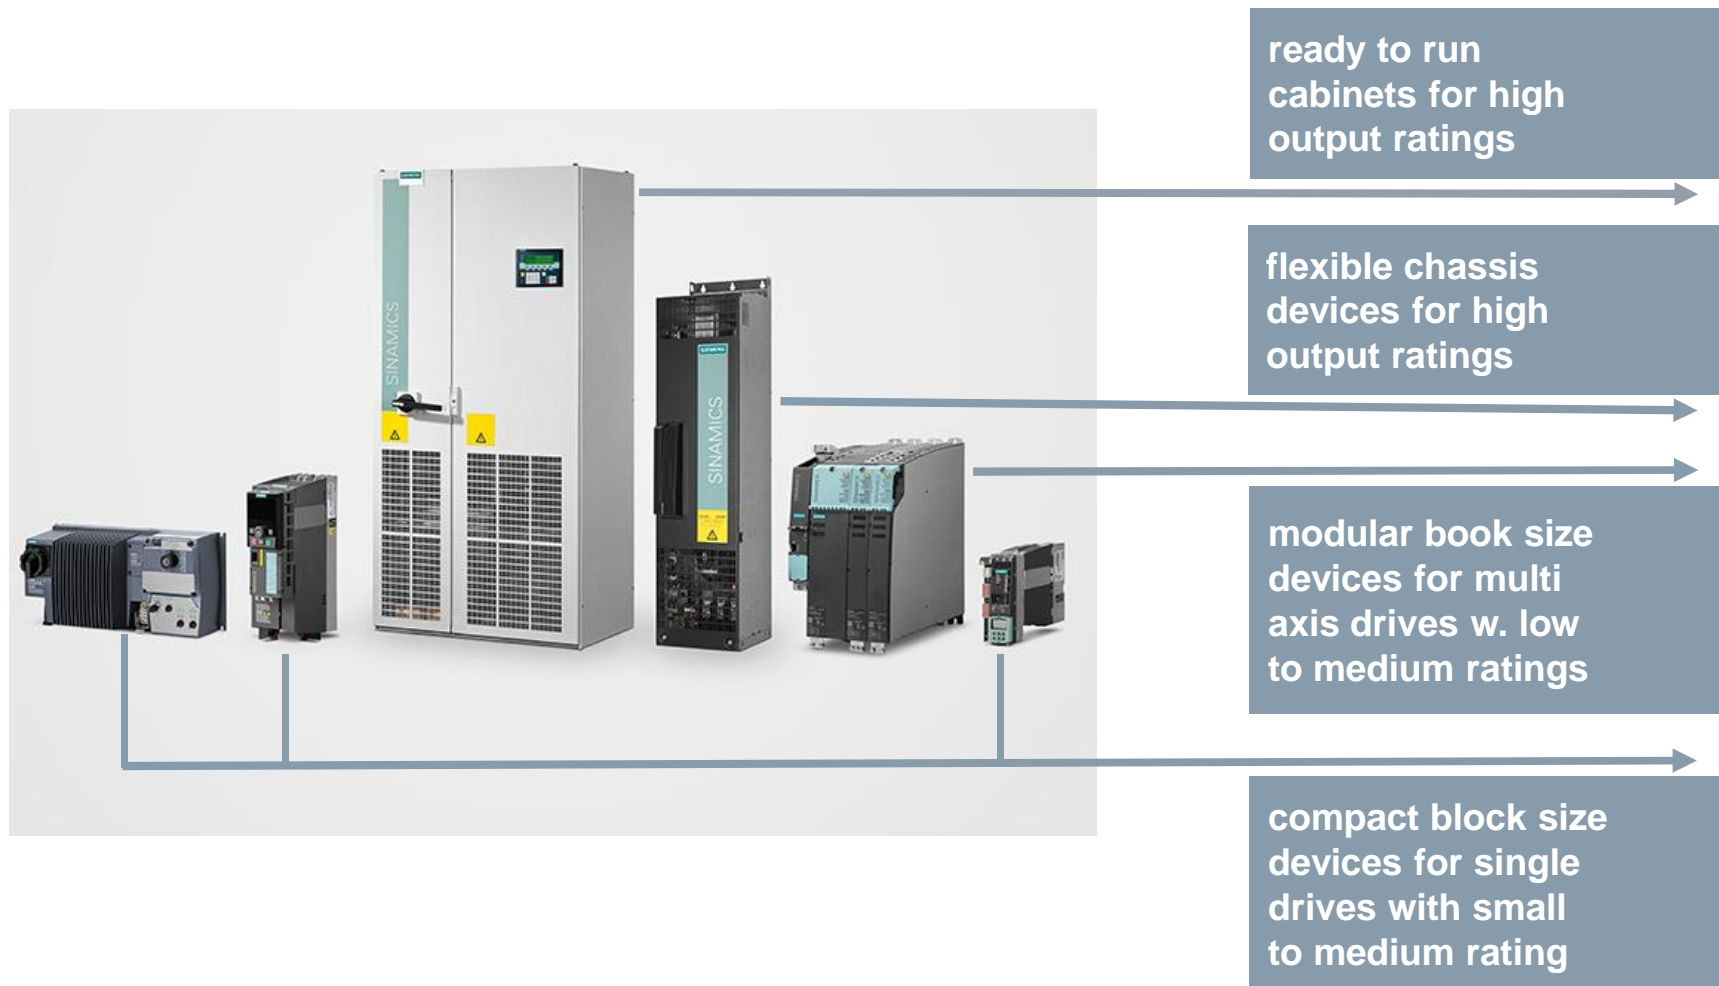 ready to run
cabinets for high
output ratings
flexible chassis
devices for high
output ratings
modular book size
devices for multi
axis drives w. low
to medium ratings
compact block size
devices for single
drives with small
to medium rating
SIEMENS
SINAMICS
SIEMENS
SINAMICS